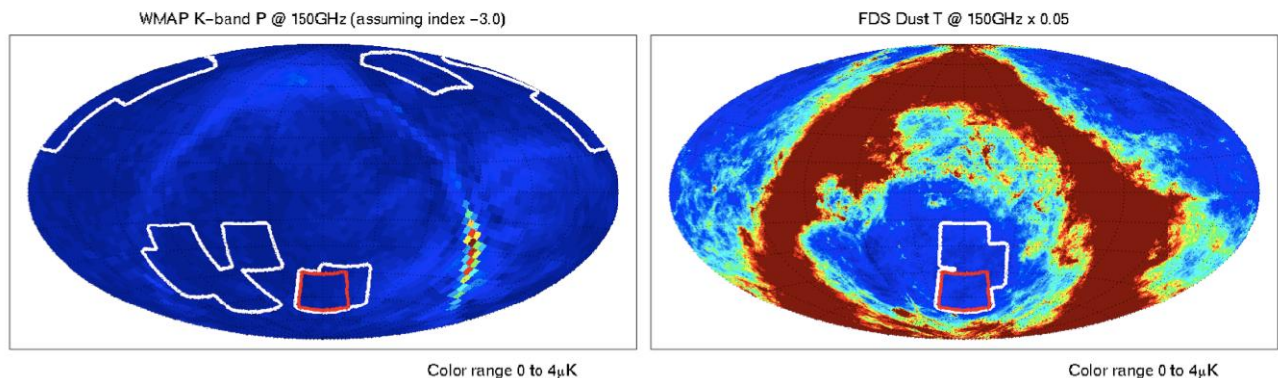 WMAP K-band P @ 150GHz (assuming index -3.0)
FDS Dust T @ 150GHz x 0.05
Color range 0 to 4μK
Color range 0 to 4μK